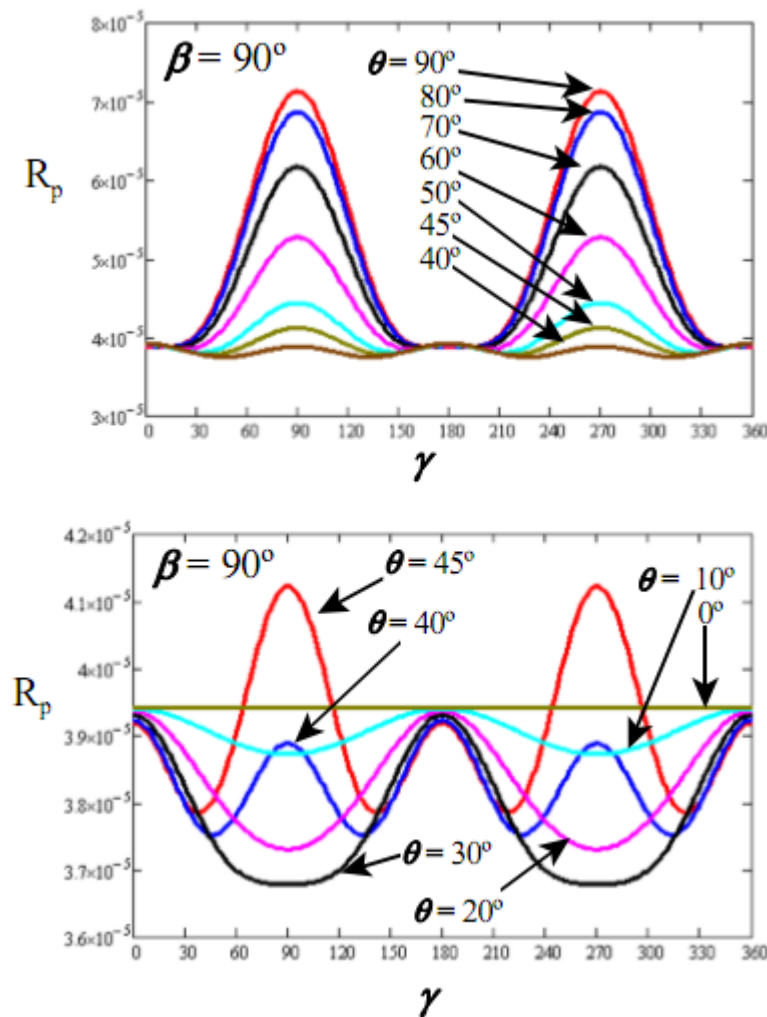 8×10⁻⁵
β = 90º
θ = 90º
80º
7×10⁻⁵
70º
60º
Rₚ
6×10⁻⁵
50º
45º
5×10⁻⁵
40º
4×10⁻⁵
3×10⁻⁵
0 30 60 90 120 150 180 210 240 270 300 330 360
γ
4.2×10⁻⁵
β = 90º
θ = 45º
θ = 10º
4.1×10⁻⁵
0º
θ = 40º
4.0×10⁻⁵
Rₚ
3.9×10⁻⁵
3.8×10⁻⁵
θ = 30º
3.7×10⁻⁵
θ = 20º
3.6×10⁻⁵
0 30 60 90 120 150 180 210 240 270 300 330 360
γ